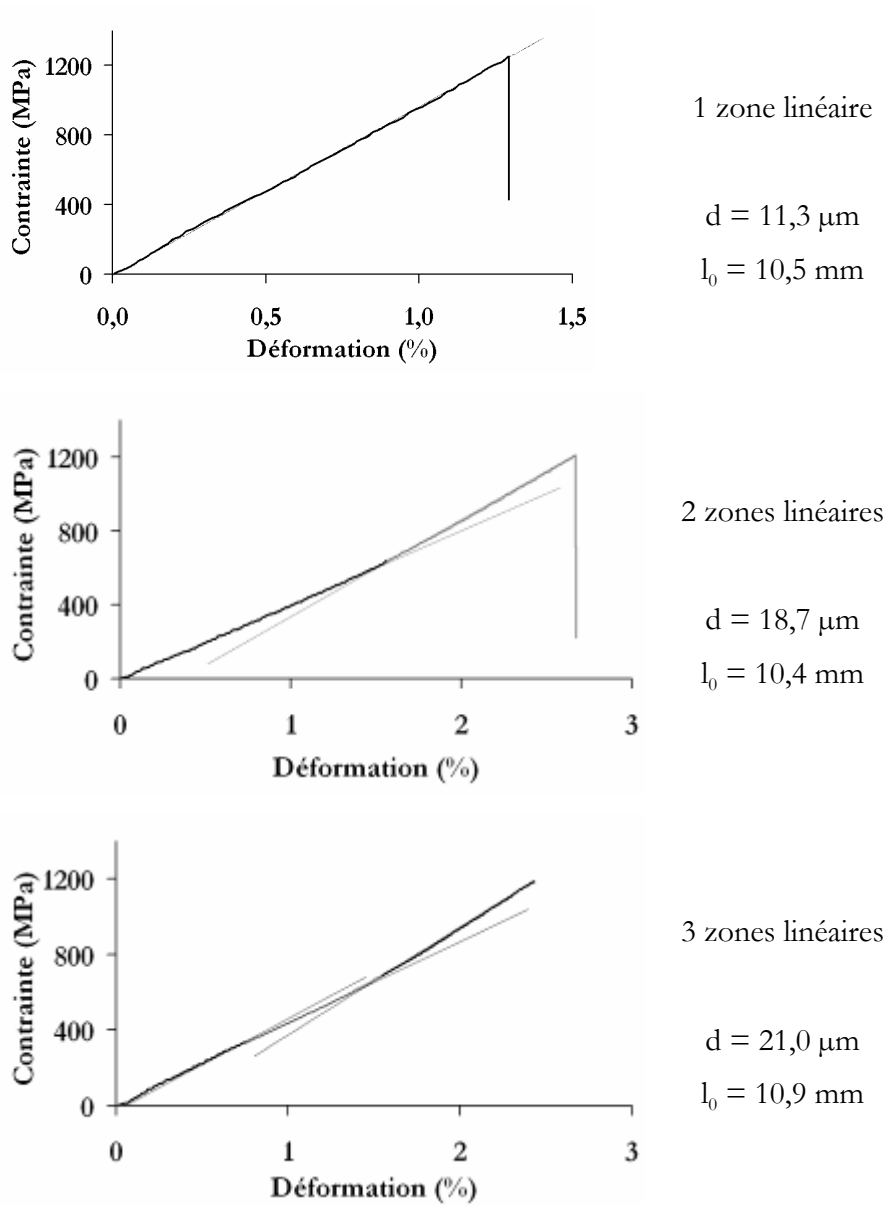 Contrainte (MPa)
1200
800
400
0
0,0 0,5 1,0 1,5
Déformation (%)
1 zone linéaire
d = 11,3 μm
l₀ = 10,5 mm
Contrainte (MPa)
1200
800
400
0
0 1 2 3
Déformation (%)
2 zones linéaires
d = 18,7 μm
l₀ = 10,4 mm
Contrainte (MPa)
1200
800
400
0
0 1 2 3
Déformation (%)
3 zones linéaires
d = 21,0 μm
l₀ = 10,9 mm